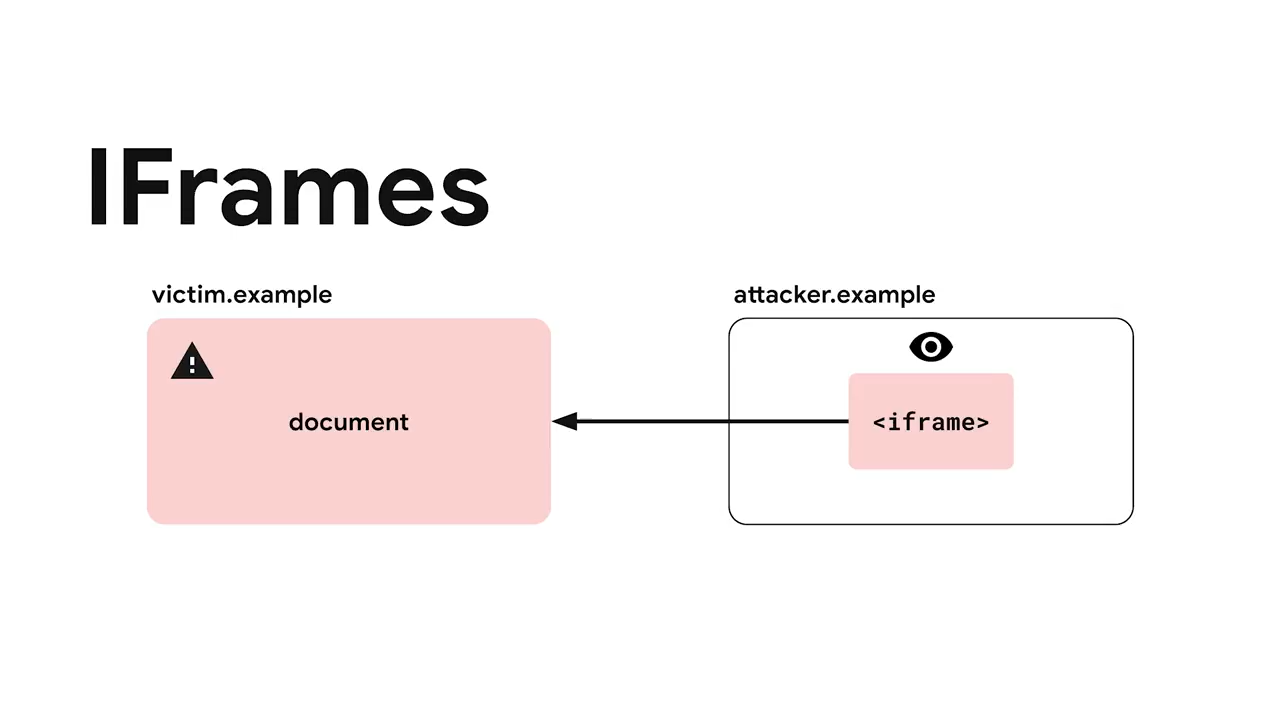 IFrames
victim.example
attacker.example
document
<iframe>